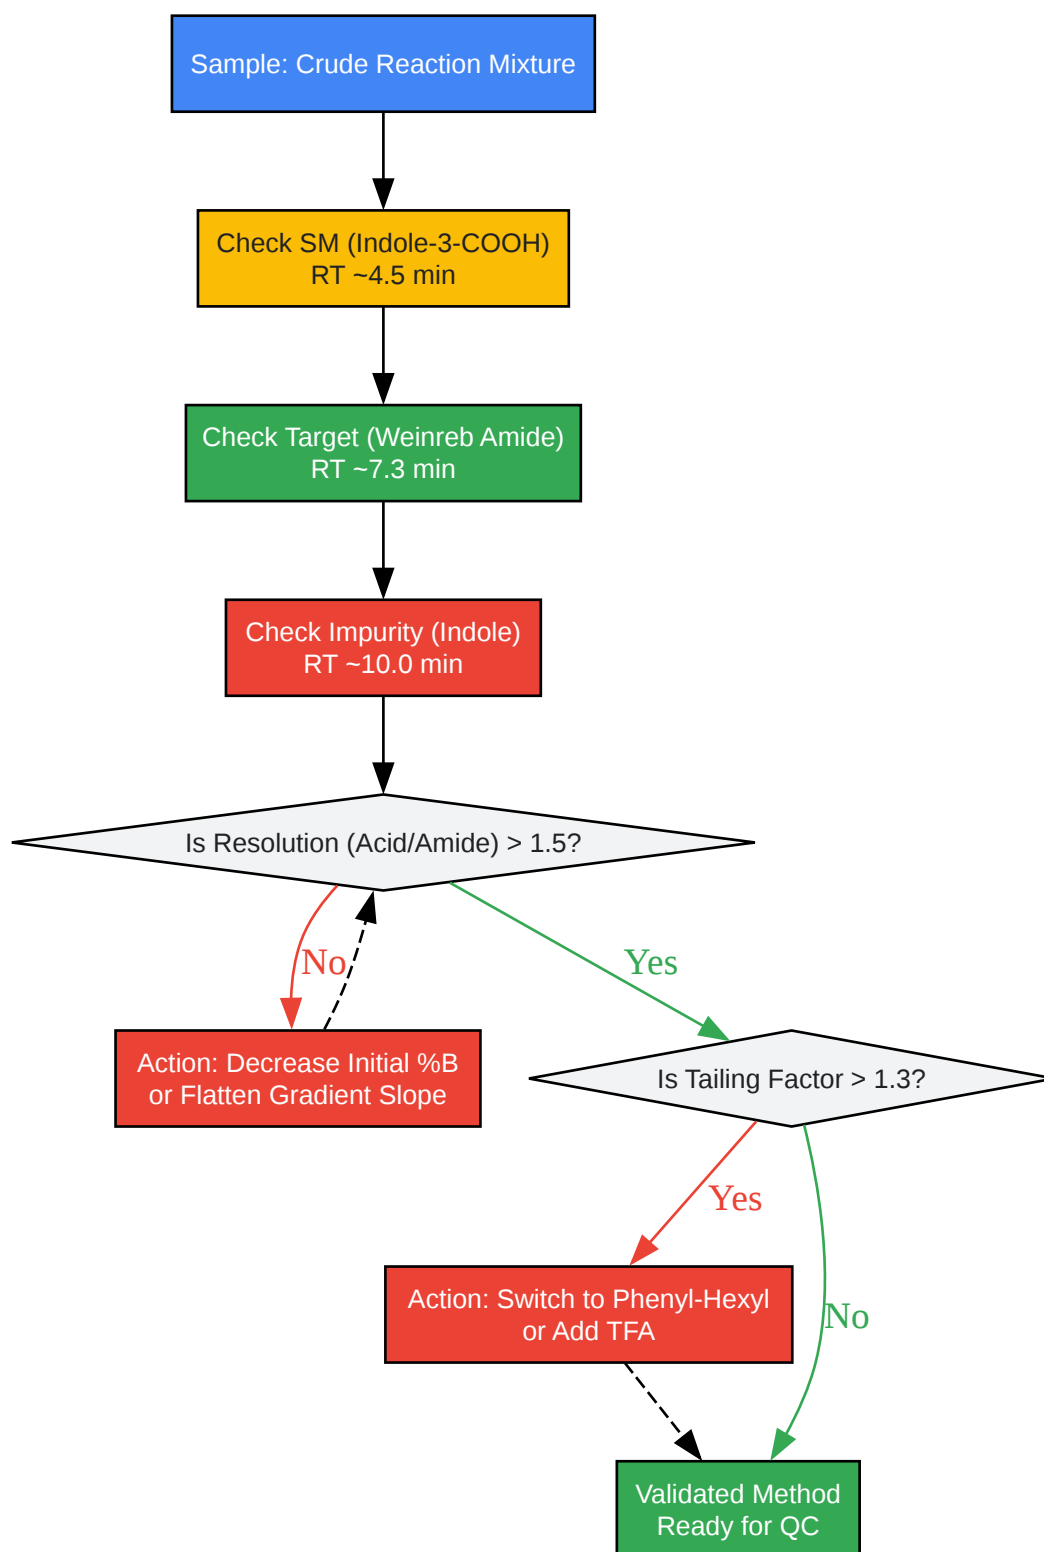 Sample: Crude Reaction Mixture
Check SM (Indole-3-COOH)
RT ~4.5 min
Check Target (Weinreb Amide)
RT ~7.3 min
Check Impurity (Indole)
RT ~10.0 min
Is Resolution (Acid/Amide) > 1.5?
No
Yes
Action: Decrease Initial %B
or Flatten Gradient Slope
Is Tailing Factor > 1.3?
Yes
Action: Switch to Phenyl-Hexyl
or Add TFA
No
Validated Method
Ready for QC